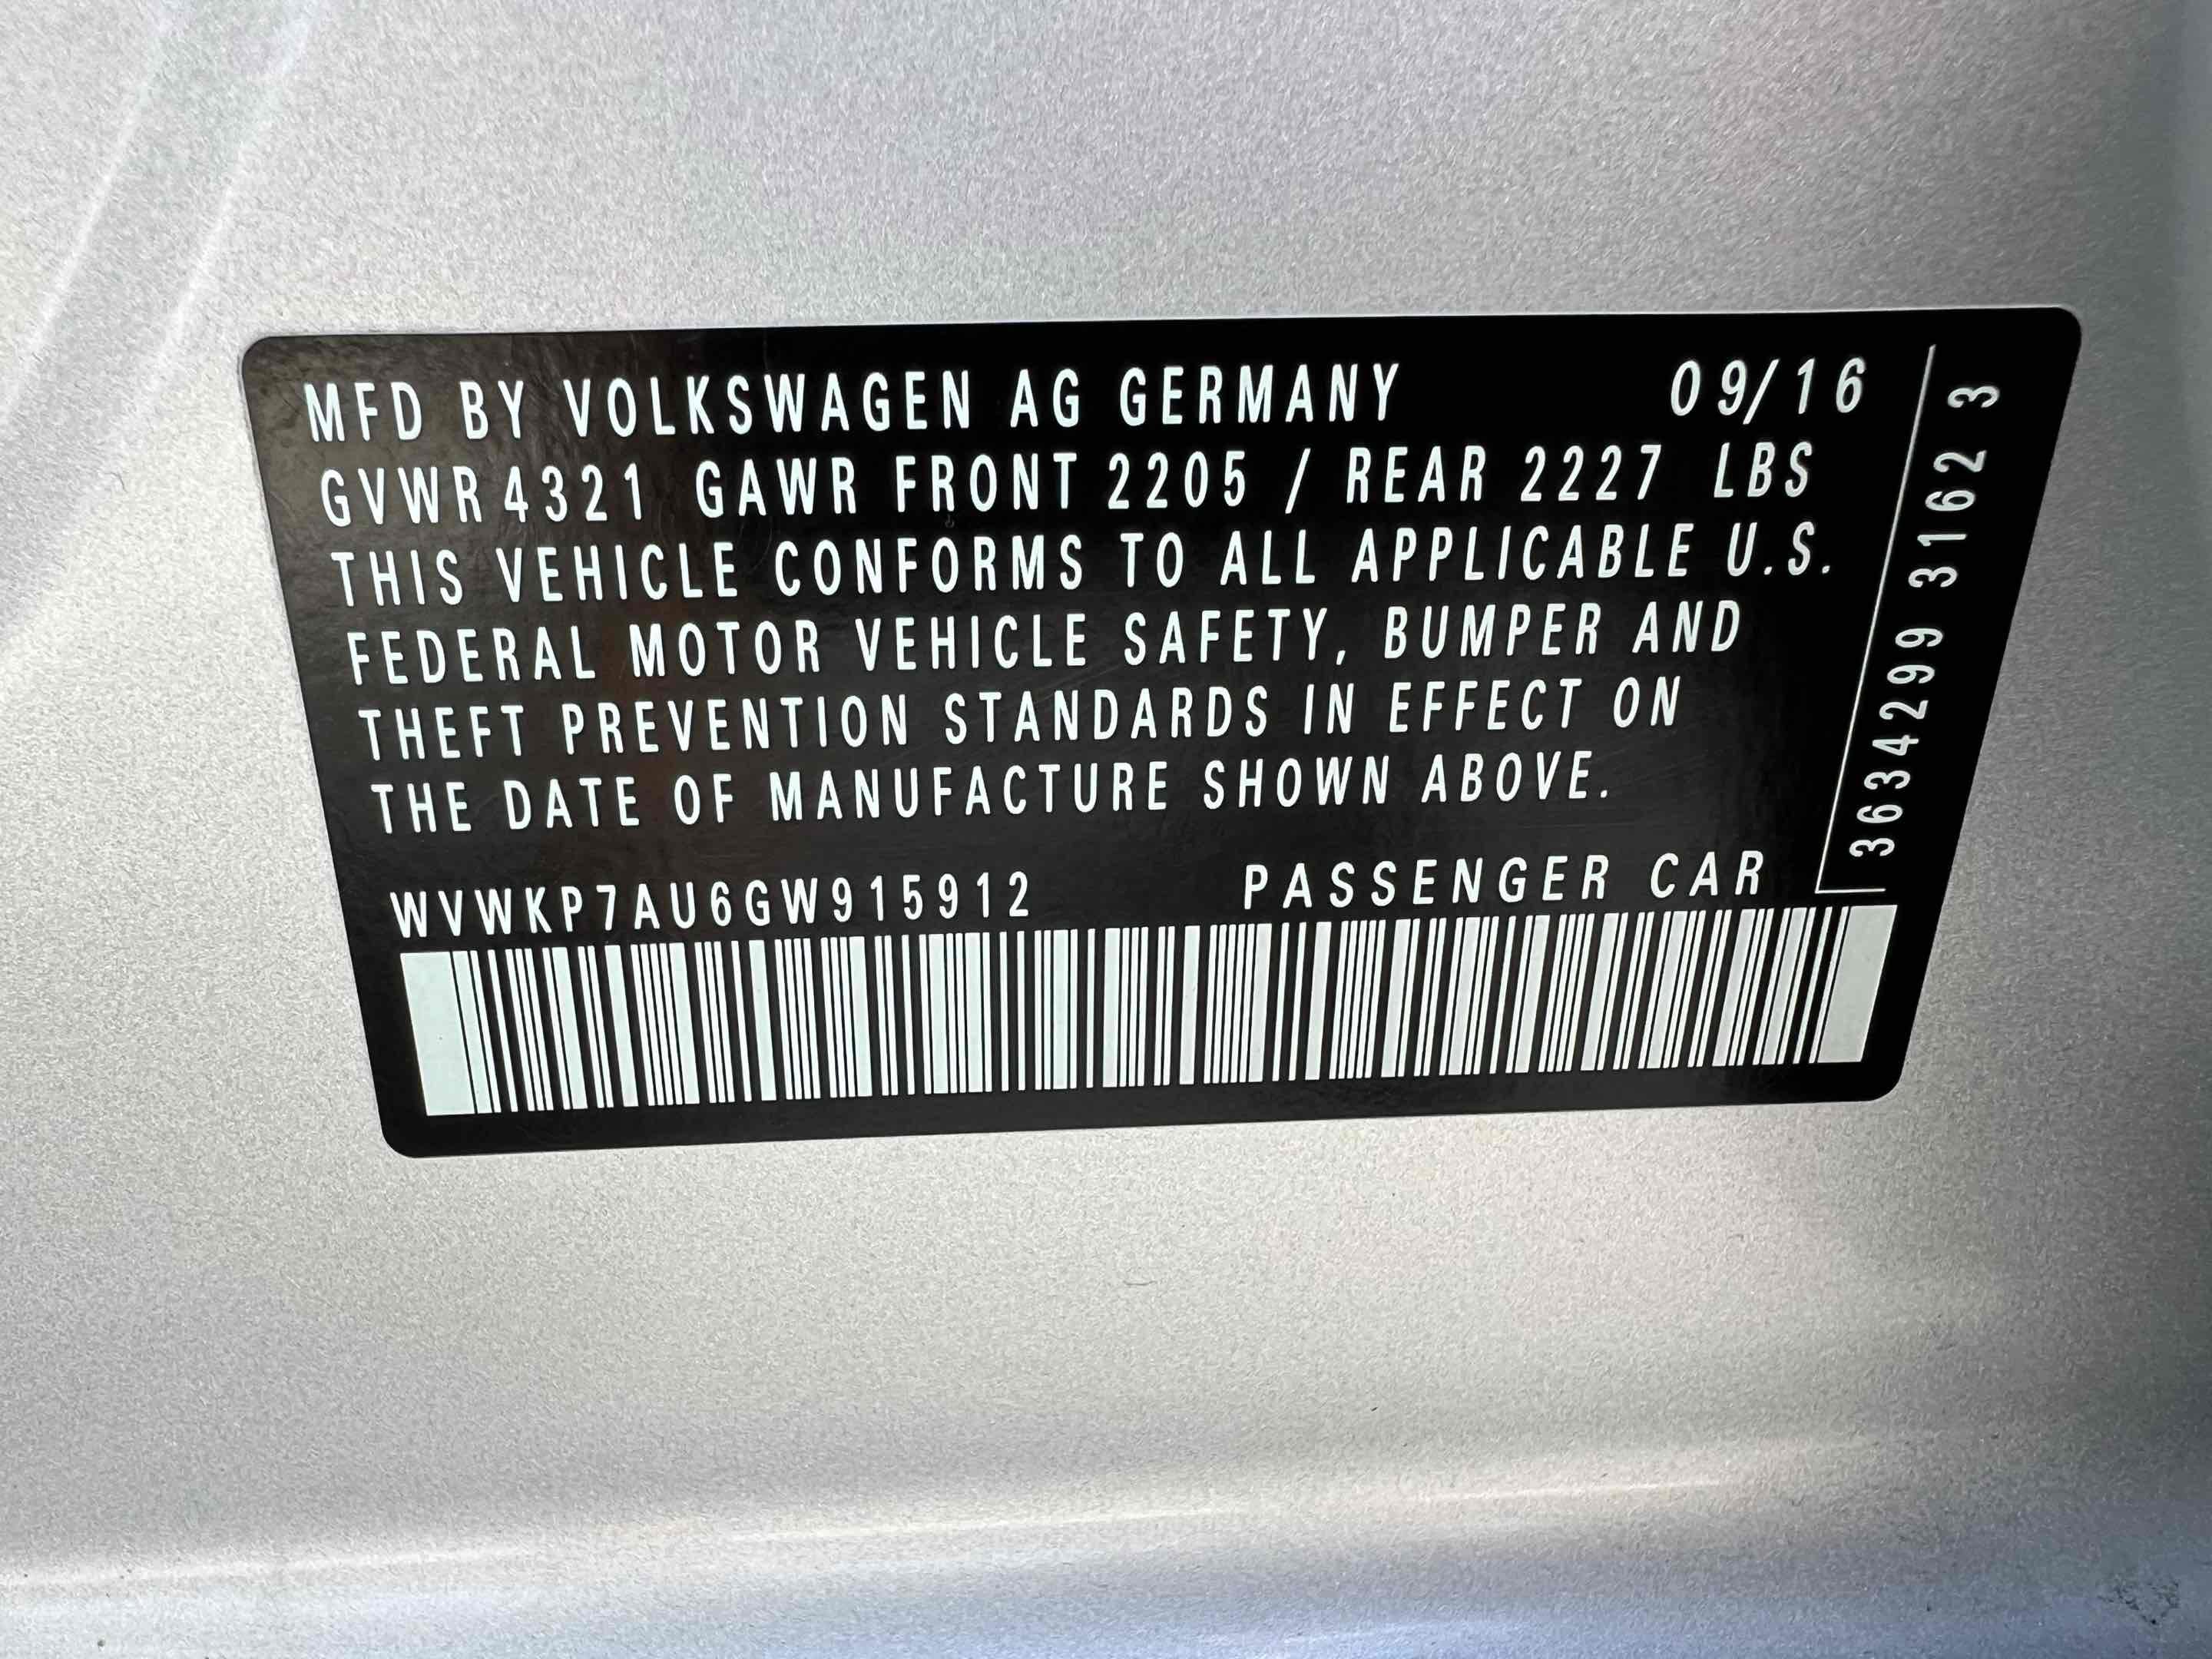 MFD BY VOLKSWAGEN AG GERMANY 09/16
GVWR 4321 GAWR FRONT 2205 / REAR 2227 LBS
THIS VEHICLE CONFORMS TO ALL APPLICABLE U.S.
FEDERAL MOTOR VEHICLE SAFETY, BUMPER AND
THEFT PREVENTION STANDARDS IN EFFECT ON
THE DATE OF MANUFACTURE SHOWN ABOVE.
WVWKP7AU6GW915912 PASSENGER CAR
3634299 3162 3